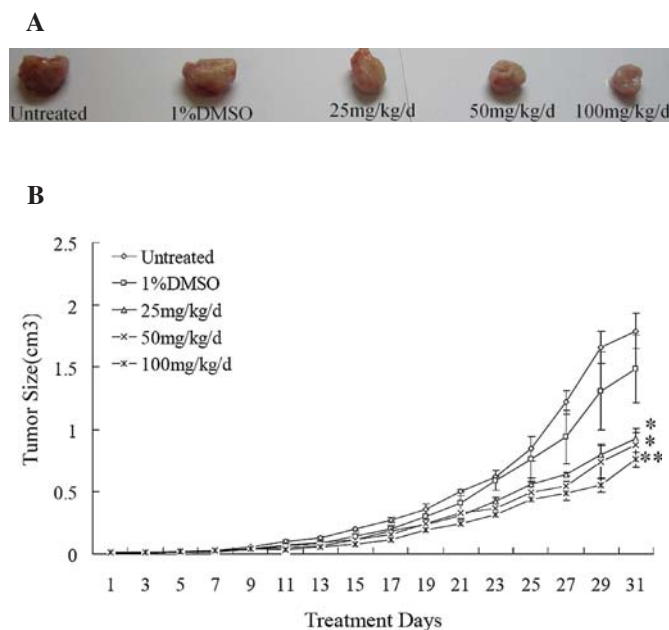 A
Untreated 1%DMSO 25mg/kg/d 50mg/kg/d 100mg/kg/d
B
2.5
2
1.5
1
0.5
0
Tumor Size(cm3)
Untreated
1%DMSO
25mg/kg/d
50mg/kg/d
100mg/kg/d
*
*
**
1 3 5 7 9 11 13 15 17 19 21 23 25 27 29 31
Treatment Days